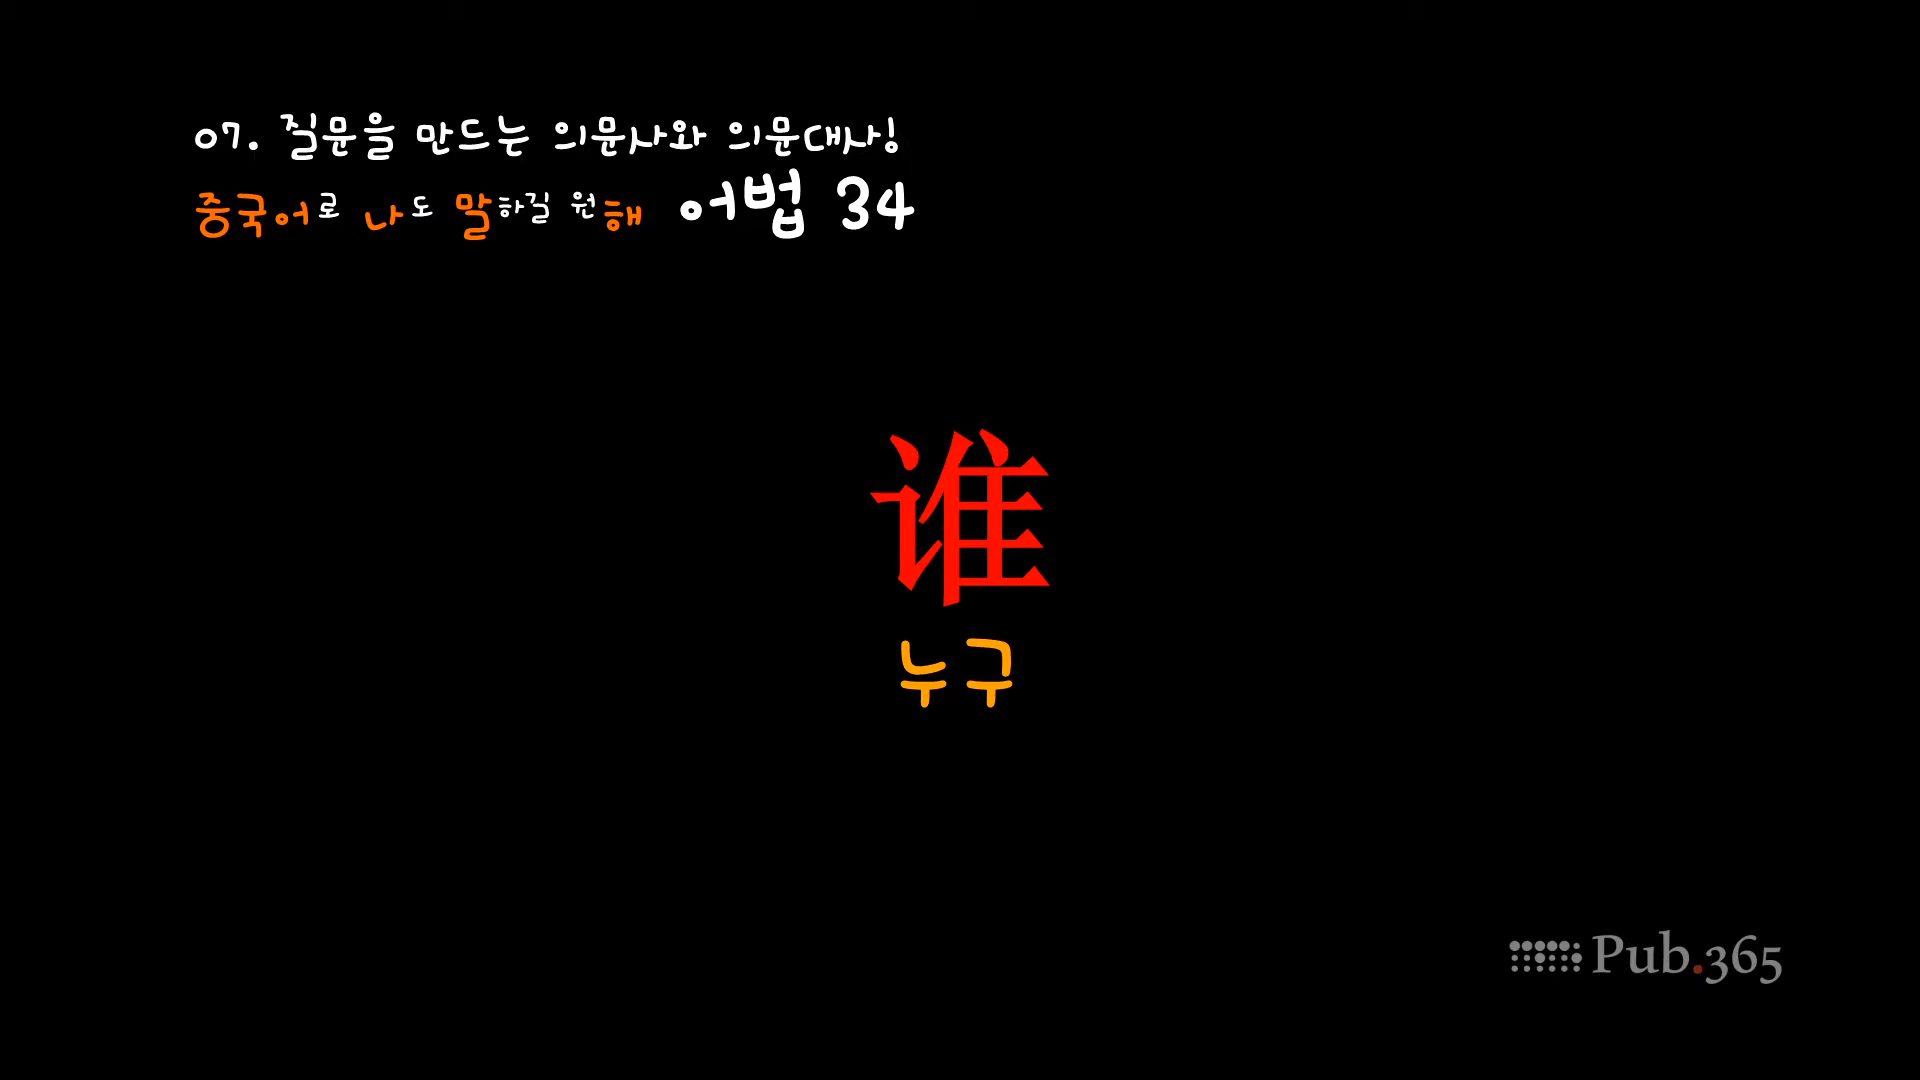 07. 질문을 만드는 의문사와 의문대사!
중국어로 나도 말하길 원해 어법 34
谁
누구
Pub.365